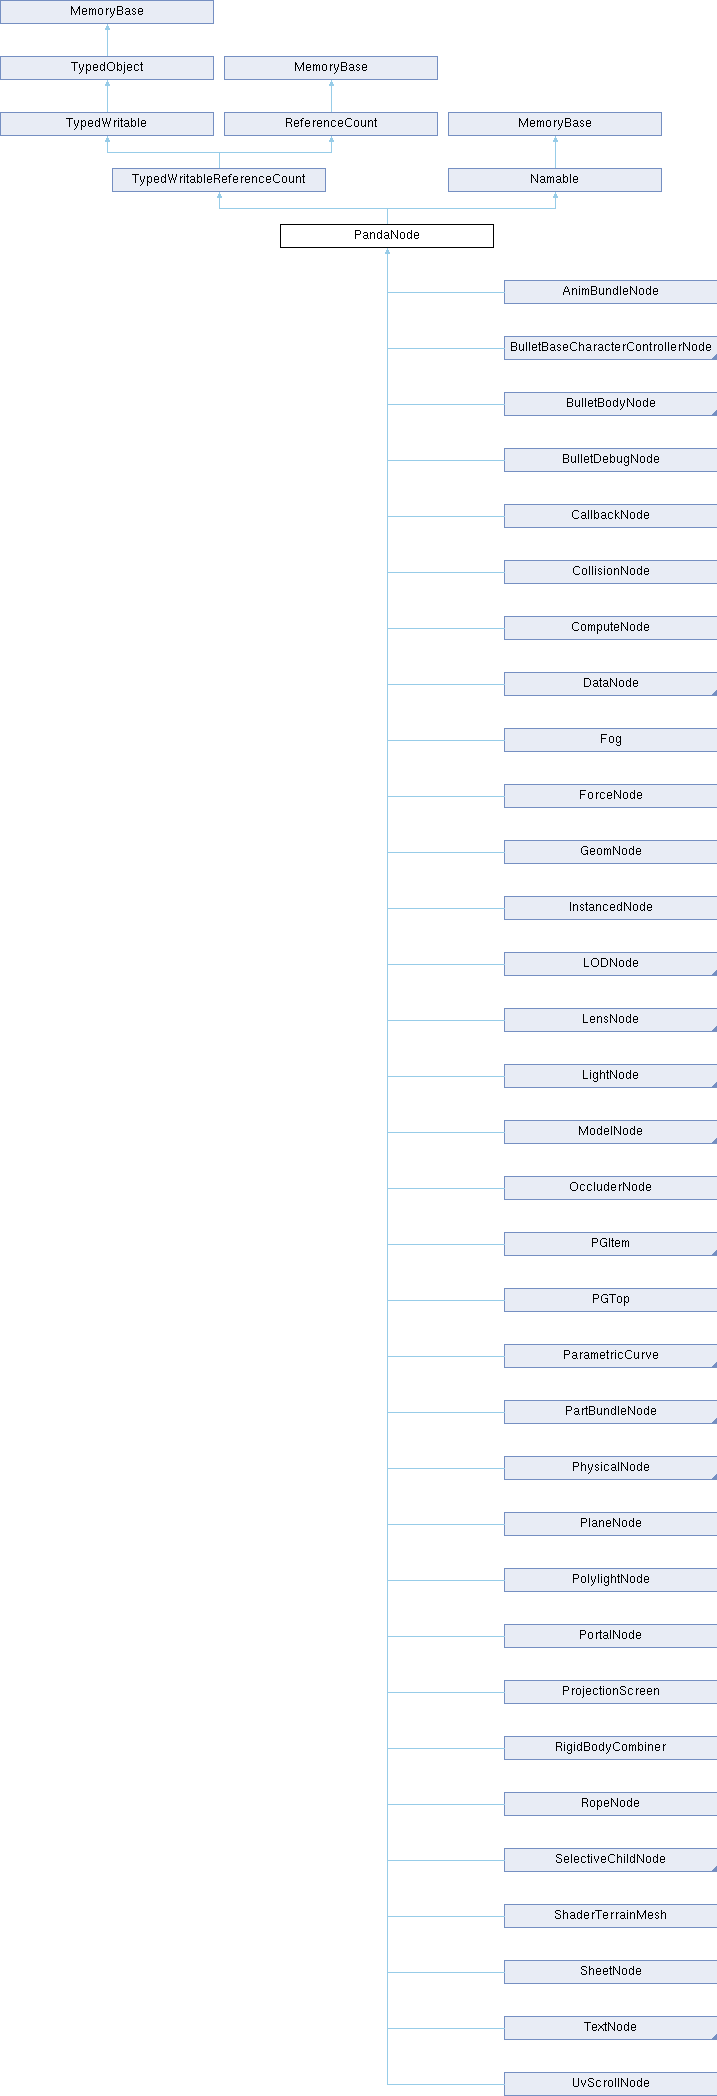 MemoryBase
TypedObject
MemoryBase
TypedWritable
ReferenceCount
MemoryBase
TypedWritableReferenceCount
Namable
PandaNode
AnimBundleNode
BulletBaseCharacterControllerNode
BulletBodyNode
BulletDebugNode
CallbackNode
CollisionNode
ComputeNode
DataNode
Fog
ForceNode
GeomNode
InstancedNode
LODNode
LensNode
LightNode
ModelNode
OccluderNode
PGItem
PGTop
ParametricCurve
PartBundleNode
PhysicalNode
PlaneNode
PolylightNode
PortalNode
ProjectionScreen
RigidBodyCombiner
RopeNode
SelectiveChildNode
ShaderTerrainMesh
SheetNode
TextNode
UvScrollNode